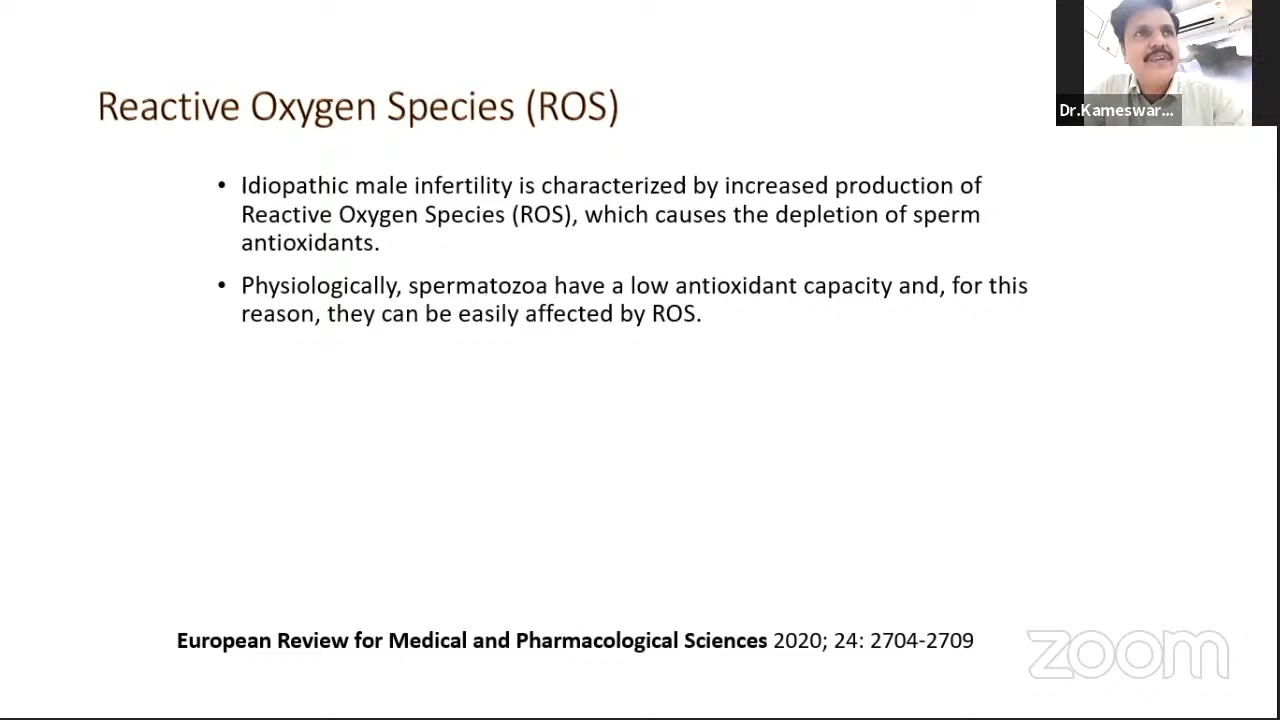 Reactive Oxygen Species (ROS)
Dr.Kameswar...
• Idiopathic male infertility is characterized by increased production of
Reactive Oxygen Species (ROS), which causes the depletion of sperm
antioxidants.
• Physiologically, spermatozoa have a low antioxidant capacity and, for this
reason, they can be easily affected by ROS.
European Review for Medical and Pharmacological Sciences 2020; 24: 2704-2709
zoom